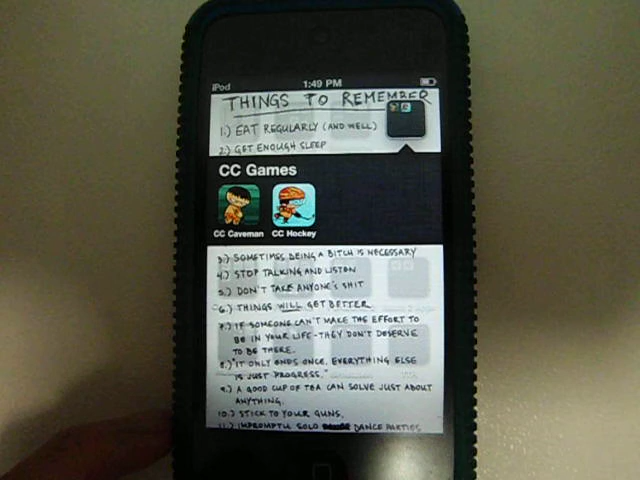 iPod
1:49 PM
THINGS TO REMEMBER
1.) EAT REGULARLY (AND WELL)
2.) GET ENOUGH SLEEP
CC Games
CC Caveman CC Hockey
3.) SOMETIMES BEING A BITCH IS NECESSARY
4.) STOP TALKING AND LISTEN
5.) DON'T TAKE ANYONE'S SHIT
6.) THINGS WILL GET BETTER
7.) IF SOMEONE CAN'T MAKE THE EFFORT TO
BE IN YOUR LIFE - THEY DON'T DESERVE
TO BE THERE.
8.) "IT ONLY ENDS ONCE. EVERYTHING ELSE
IS JUST PROGRESS."
9.) A GOOD CUP OF TEA CAN SOLVE JUST ABOUT
ANYTHING.
10.) STICK TO YOUR GUNS.
11.) IMPROMPTU SOLO DANCE PARTIES